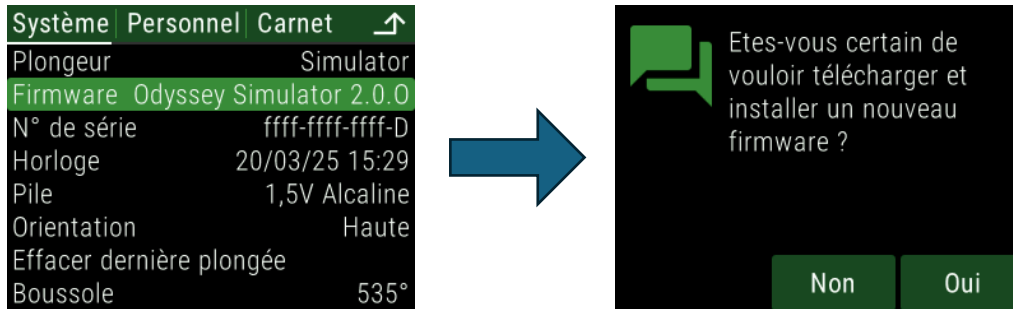 Système Personnel Carnet
Plongeur Simulator
Firmware Odyssey Simulator 2.0.0
N° de série ffff-ffff-ffff-D
Horloge 20/03/25 15:29
Pile 1,5V Alcaline
Orientation Haute
Effacer dernière plongée
Boussole 535°
Etes-vous certain de
vouloir télécharger et
installer un nouveau
firmware ?
Non Oui